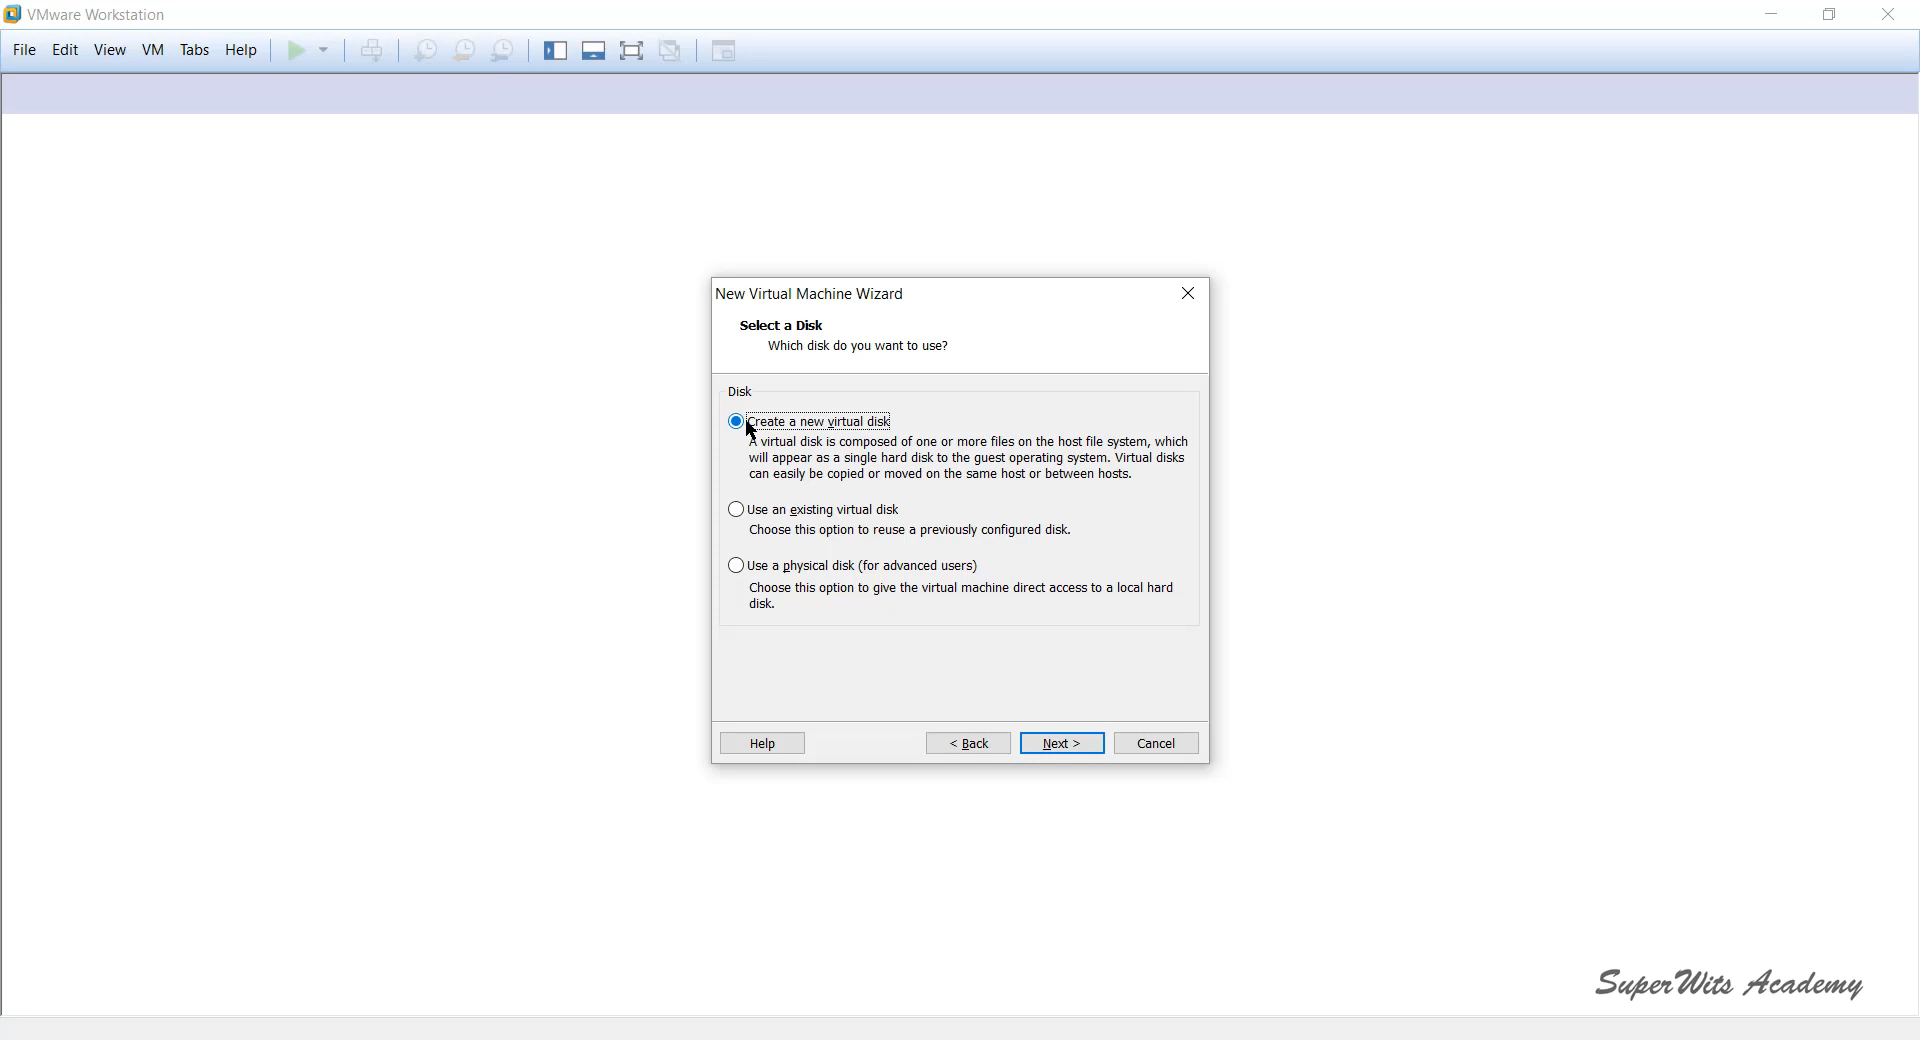 VMware Workstation
File Edit View VM Tabs Help
New Virtual Machine Wizard
Select a Disk
Which disk do you want to use?
Disk
Create a new virtual disk
A virtual disk is composed of one or more files on the host file system, which
will appear as a single hard disk to the guest operating system. Virtual disks
can easily be copied or moved on the same host or between hosts.
Use an existing virtual disk
Choose this option to reuse a previously configured disk.
Use a physical disk (for advanced users)
Choose this option to give the virtual machine direct access to a local hard
disk.
Help < Back Next > Cancel
SuperWits Academy